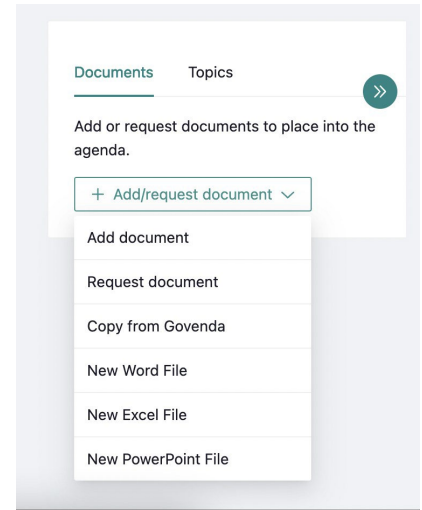 Documents Topics
Add or request documents to place into the
agenda.
+ Add/request document
Add document
Request document
Copy from Govenda
New Word File
New Excel File
New PowerPoint File